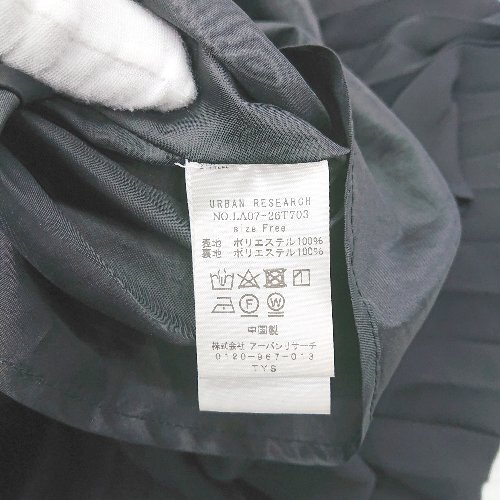 URBAN RESEARCH
NO.LA07-26T703
size Free
表地 ポリエステル100%
裏地 ポリエステル100%
F W
中国製
株式会社 アーバンリサーチ
0120-967-013
TYS